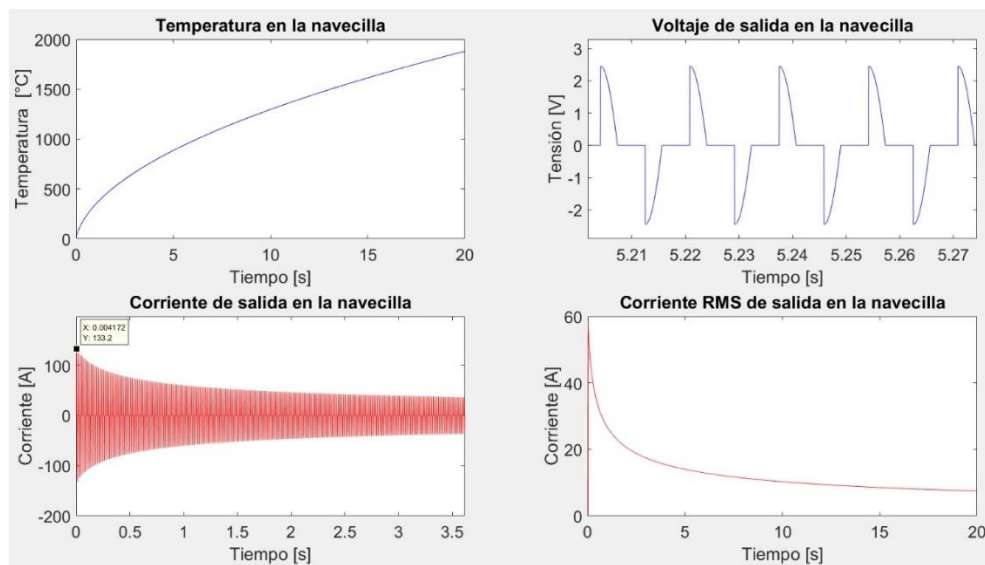 Temperatura en la navecilla
2000
1500
1000
500
0
Temperatura [°C]
0 5 10 15 20
Tiempo [s]
Voltaje de salida en la navecilla
3
2
1
0
-1
-2
Tensión [V]
5.21 5.22 5.23 5.24 5.25 5.26 5.27
Tiempo [s]
Corriente de salida en la navecilla
X: 0.004172
Y: 133.2
100
0
-100
-200
Corriente [A]
0 0.5 1 1.5 2 2.5 3 3.5
Tiempo [s]
Corriente RMS de salida en la navecilla
60
40
20
0
Corriente [A]
0 5 10 15 20
Tiempo [s]